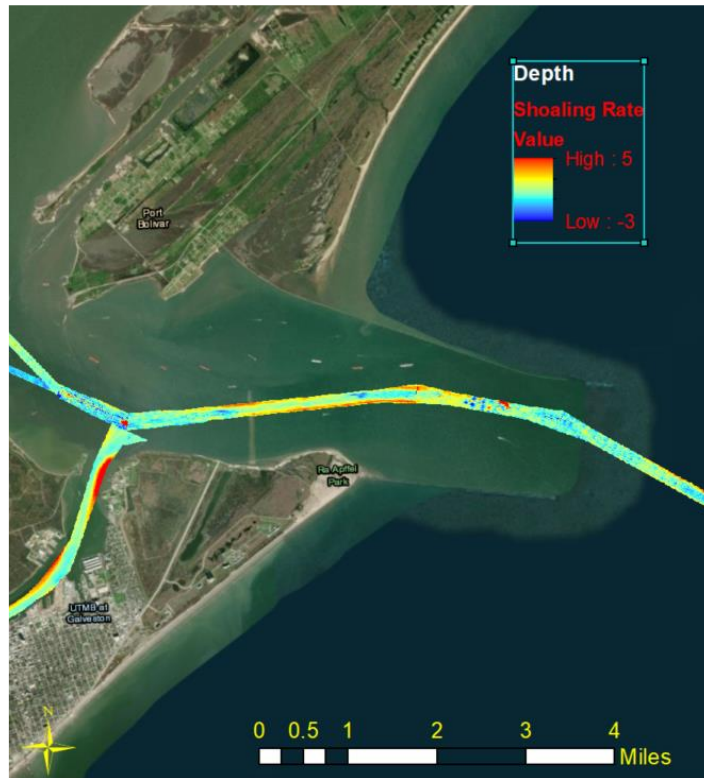 Depth
Shoaling Rate
Value
High : 5
Low : -3
Port
Bolivar
Ra Apffel
Park
UTMB at
Galveston
N
0 0.5 1 2 3 4
Miles